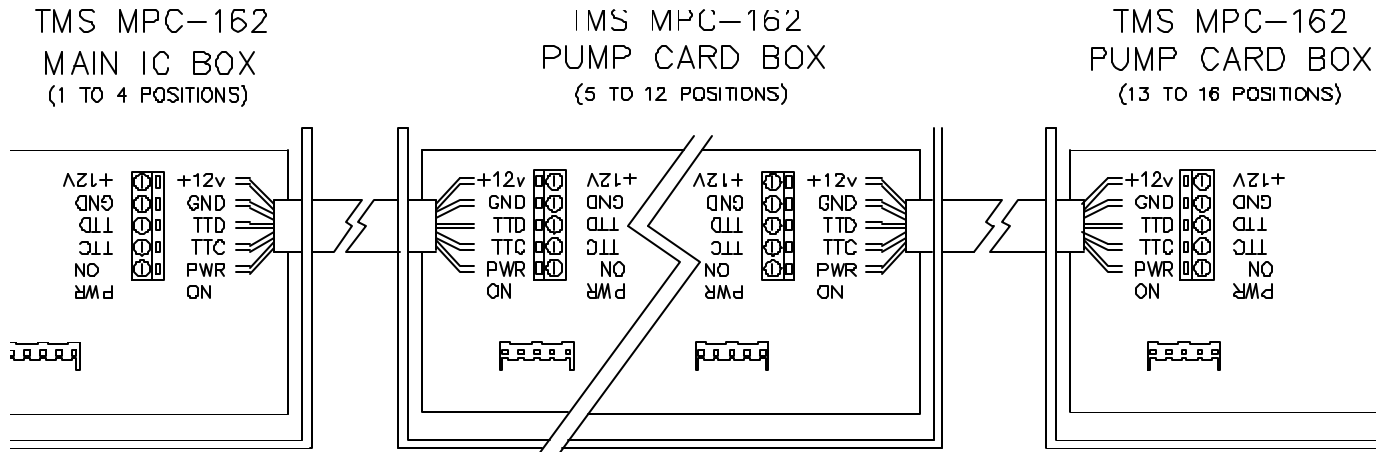 TMS MPC-162
MAIN IC BOX
(1 TO 4 POSITIONS)
TMS MPC-162
PUMP CARD BOX
(5 TO 12 POSITIONS)
TMS MPC-162
PUMP CARD BOX
(13 TO 16 POSITIONS)
+12V
GND
TTD
TTC
ON
PWR
+12v
GND
TTD
TTC
PWR
ON
+12v
GND
TTD
TTC
PWR
ON
+12V
GND
TTD
TTC
ON
PWR
+12V
GND
TTD
TTC
ON
PWR
+12v
GND
TTD
TTC
PWR
ON
+12v
GND
TTD
TTC
PWR
ON
+12V
GND
TTD
TTC
ON
PWR